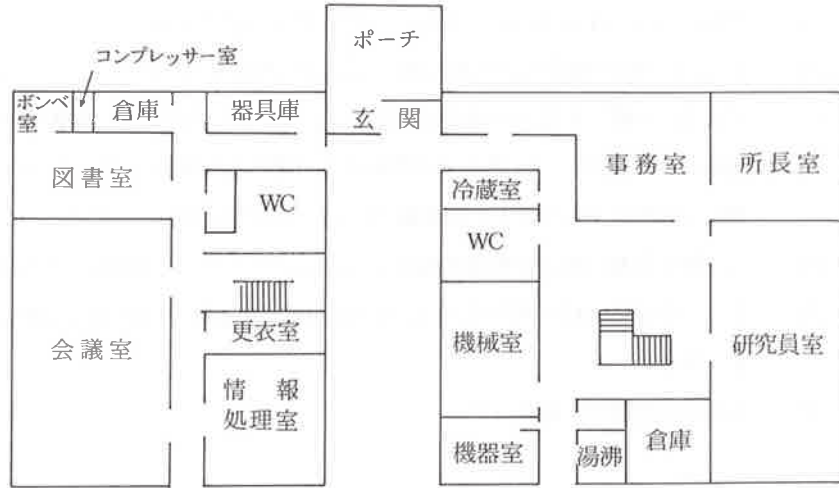 ポーチ
コンプレッサー室
ボンベ
室
倉庫
器具庫
玄関
図書室
WC
冷蔵室
事務室
所長室
WC
会議室
更衣室
機械室
研究員室
情報
処理室
機器室
湯沸
倉庫